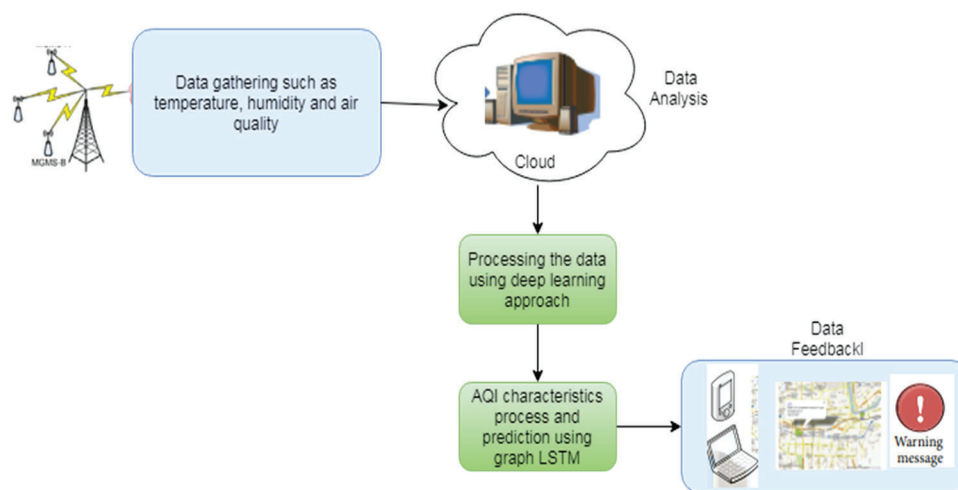 Data gathering such as
temperature, humidity and air
quality
MGMS-B
Data
Analysis
Cloud
Processing the data
using deep learning
approach
AQI characteristics
process and
prediction using
graph LSTM
Data
Feedbackl
Warning
message